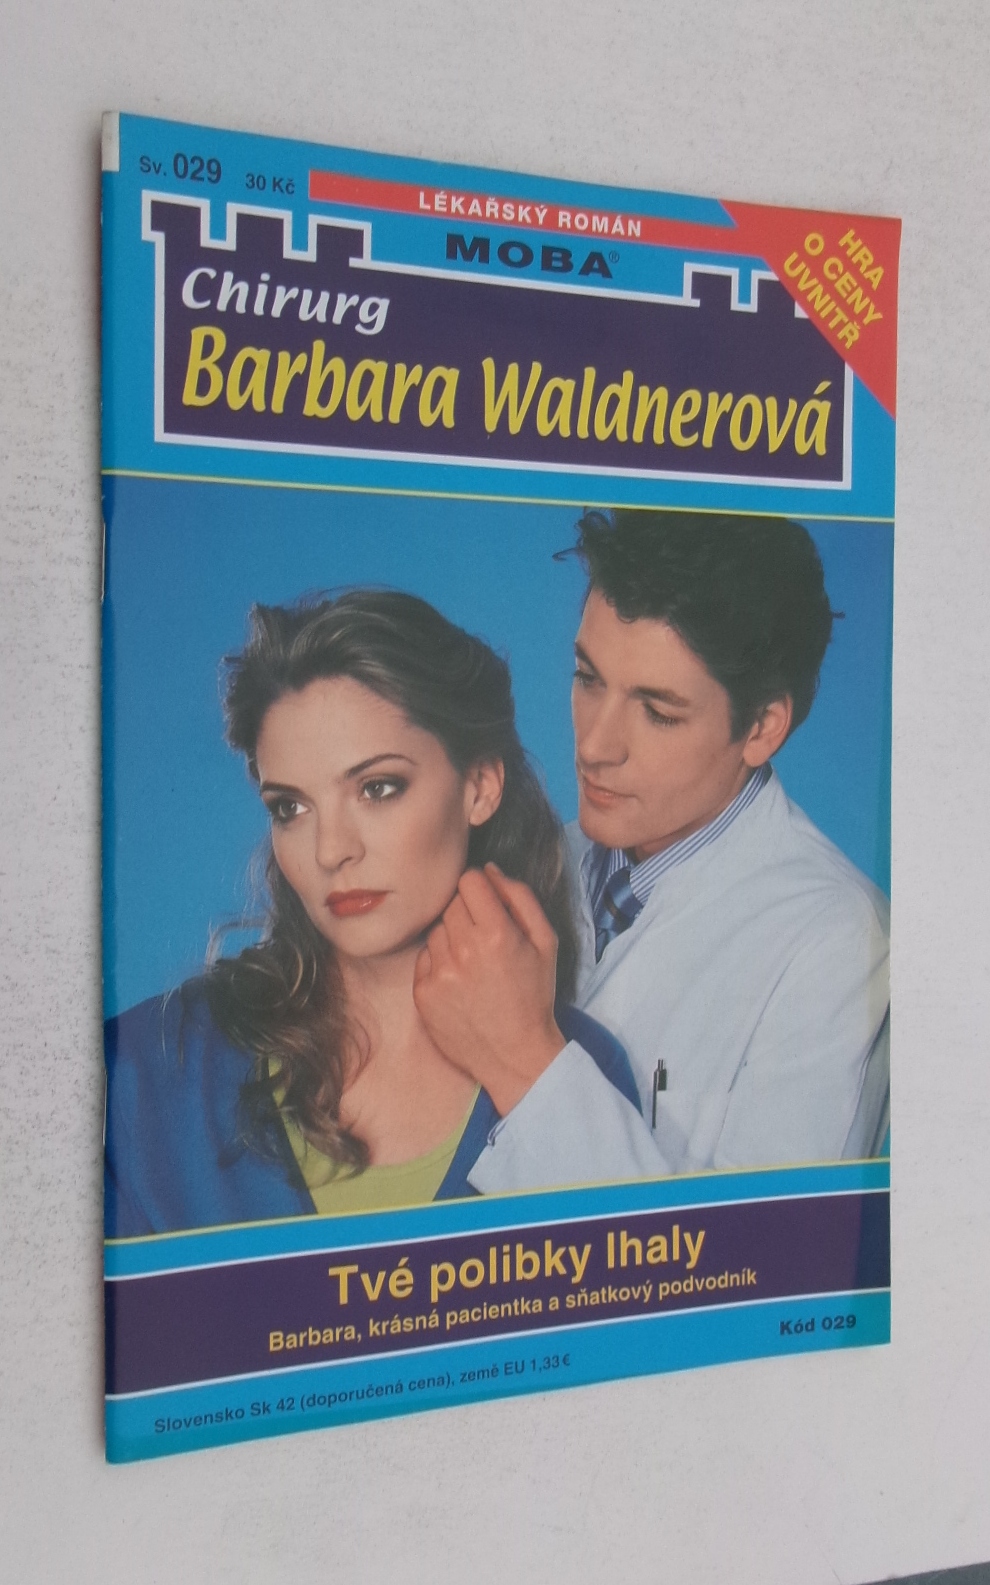 Sv. 029 30 Kč
LÉKAŘSKÝ ROMÁN
MOBA®
HRA
O CENY
UVNITŘ
Chirurg
Barbara Waldnerová
Tvé polibky lhaly
Barbara, krásná pacientka a sňatkový podvodník
Kód 029
Slovensko Sk 42 (doporučená cena), země EU 1,33 €